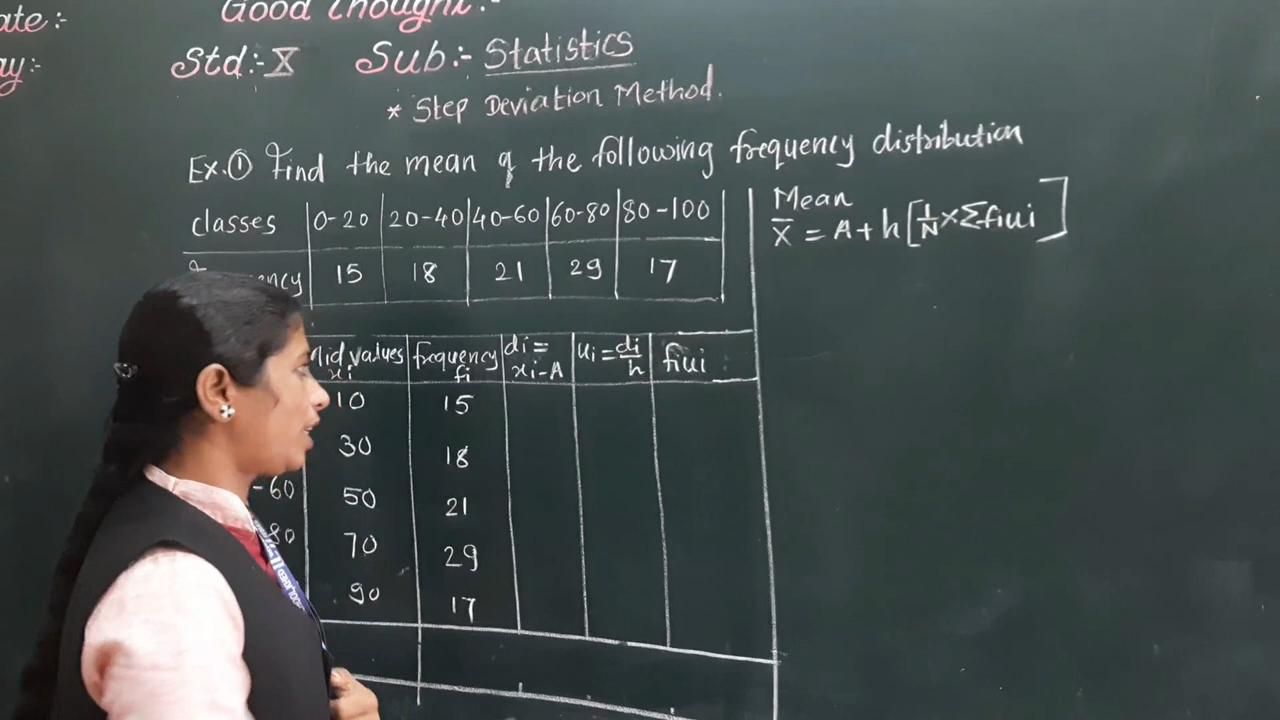 ate:-
Good Thought:-
ay:-
Std:- X Sub:- Statistics
* Step Deviation Method.
Ex.① Find the mean of the following frequency distribution
classes 0-20 20-40 40-60 60-80 80-100
ency 15 18 21 29 17
Mean
X̄ = A + h [1/N × Σfiui]
Mid values xi frequency fi di = xi-A ui = di/h fiui
10 15
30 18
-60 50 21
80 70 29
90 17